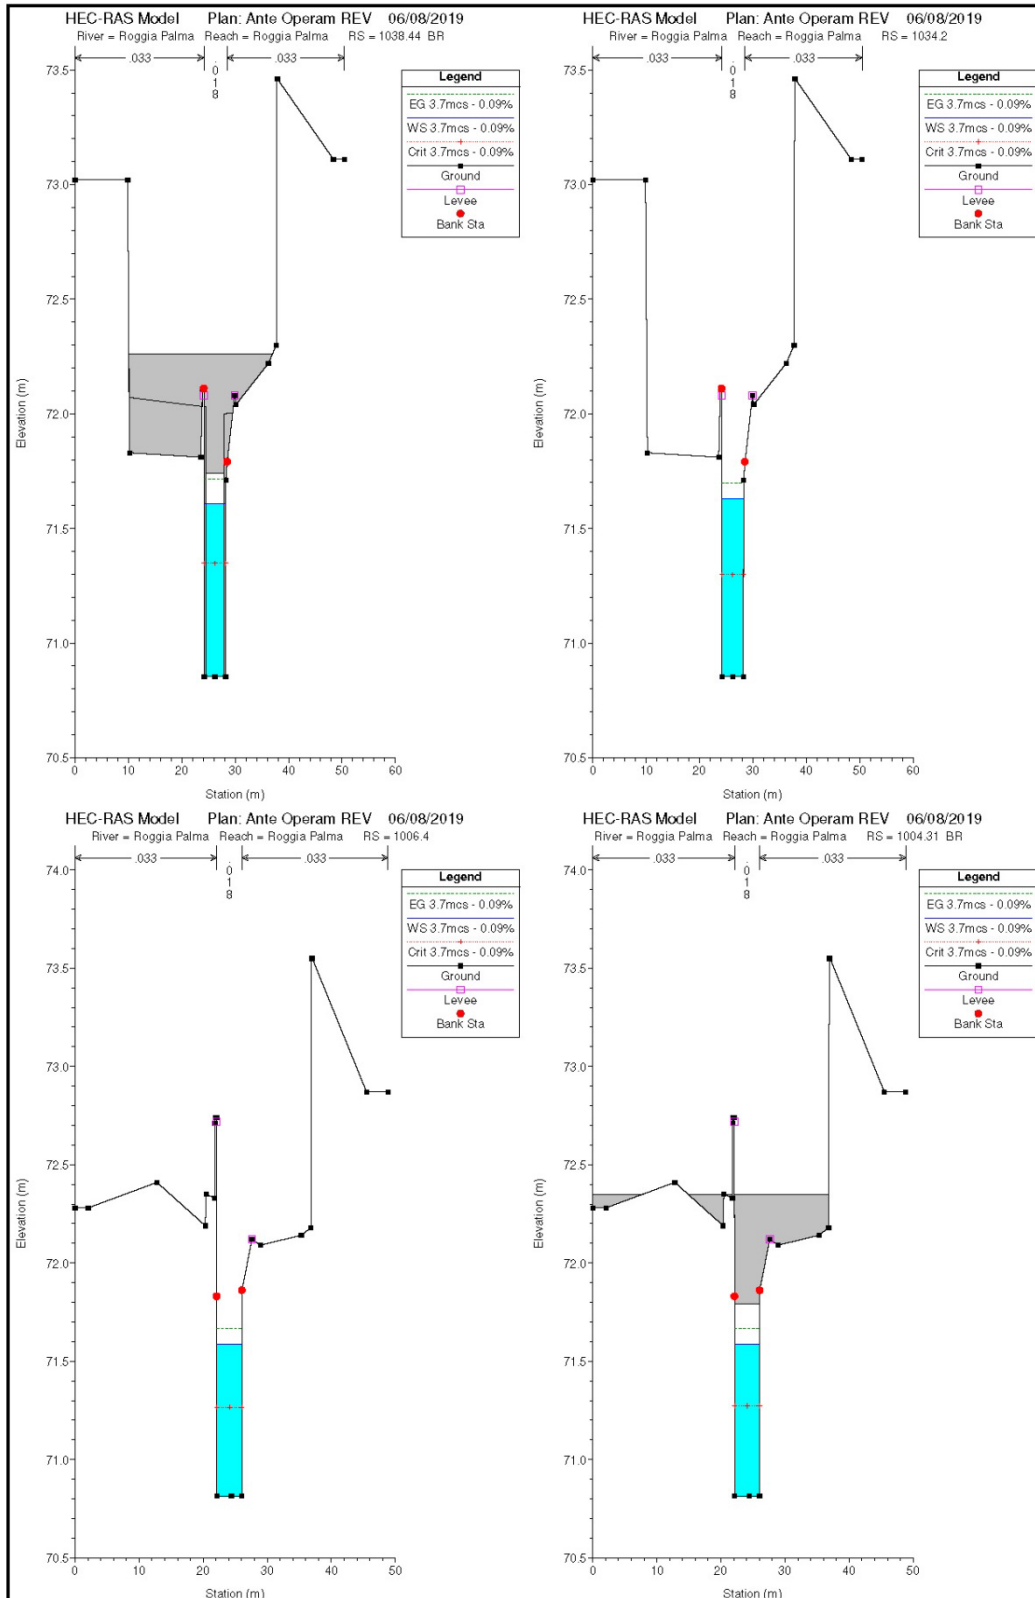 HEC-RAS Model Plan: Ante Operam REV 06/08/2019
River = Roggia Palma Reach = Roggia Palma RS = 1038.44 BR
.033
.018
.033
73.5
73.0
72.5
72.0
71.5
71.0
70.5
Elevation (m)
0 10 20 30 40 50 60
Station (m)
Legend
EG 3.7mcs - 0.09%
WS 3.7mcs - 0.09%
Crit 3.7mcs - 0.09%
Ground
Levee
Bank Sta
HEC-RAS Model Plan: Ante Operam REV 06/08/2019
River = Roggia Palma Reach = Roggia Palma RS = 1034.2
.033
.018
.033
73.5
73.0
72.5
72.0
71.5
71.0
70.5
Elevation (m)
0 10 20 30 40 50 60
Station (m)
Legend
EG 3.7mcs - 0.09%
WS 3.7mcs - 0.09%
Crit 3.7mcs - 0.09%
Ground
Levee
Bank Sta
HEC-RAS Model Plan: Ante Operam REV 06/08/2019
River = Roggia Palma Reach = Roggia Palma RS = 1006.4
.033
.018
.033
74.0
73.5
73.0
72.5
72.0
71.5
71.0
70.5
Elevation (m)
0 10 20 30 40 50
Station (m)
Legend
EG 3.7mcs - 0.09%
WS 3.7mcs - 0.09%
Crit 3.7mcs - 0.09%
Ground
Levee
Bank Sta
HEC-RAS Model Plan: Ante Operam REV 06/08/2019
River = Roggia Palma Reach = Roggia Palma RS = 1004.31 BR
.033
.018
.033
74.0
73.5
73.0
72.5
72.0
71.5
71.0
70.5
Elevation (m)
0 10 20 30 40 50
Station (m)
Legend
EG 3.7mcs - 0.09%
WS 3.7mcs - 0.09%
Crit 3.7mcs - 0.09%
Ground
Levee
Bank Sta